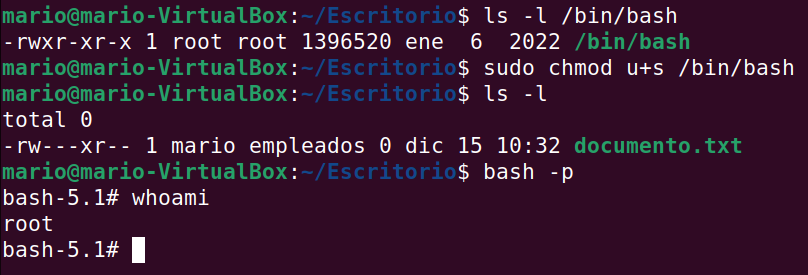 mario@mario-VirtualBox:~/Escritorio$ ls -l /bin/bash
-rwxr-xr-x 1 root root 1396520 ene  6  2022 /bin/bash
mario@mario-VirtualBox:~/Escritorio$ sudo chmod u+s /bin/bash
mario@mario-VirtualBox:~/Escritorio$ ls -l
total 0
-rw---xr-- 1 mario empleados 0 dic 15 10:32 documento.txt
mario@mario-VirtualBox:~/Escritorio$ bash -p
bash-5.1# whoami
root
bash-5.1#